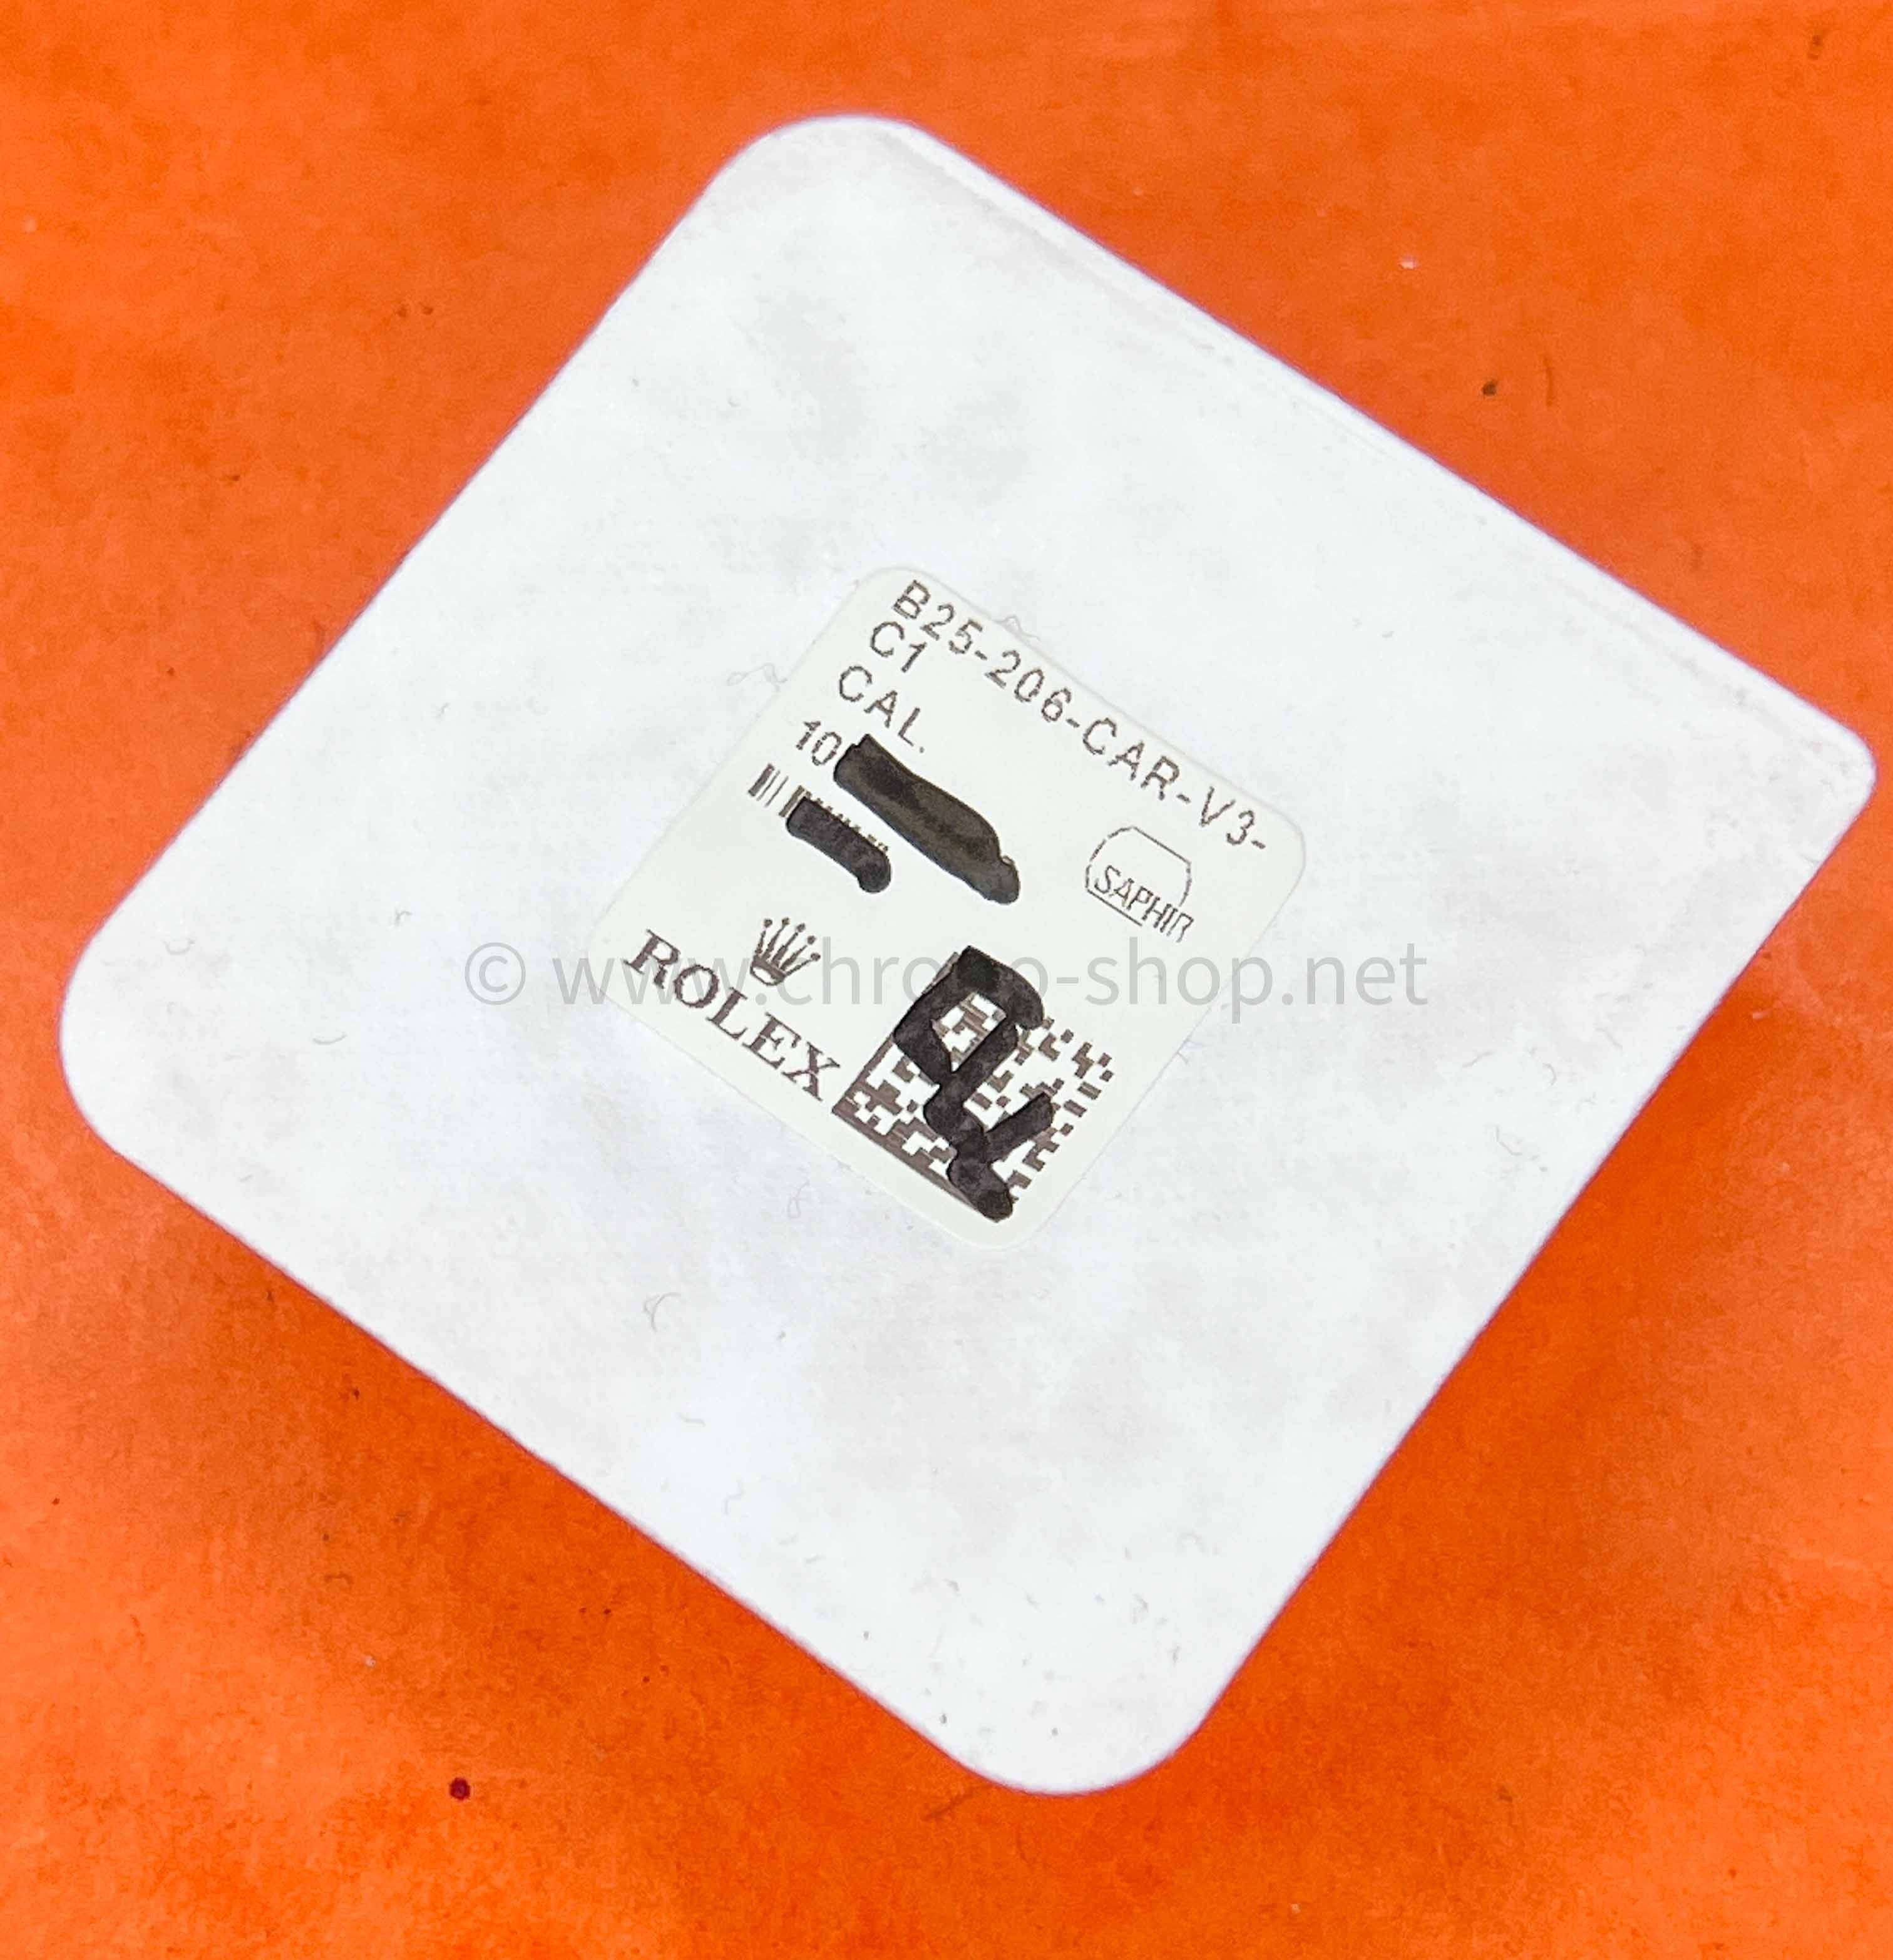 B25-206-CAR-V3-
C1
CAL.
10
SAPHIR
ROLEX
© www.chrono-shop.net